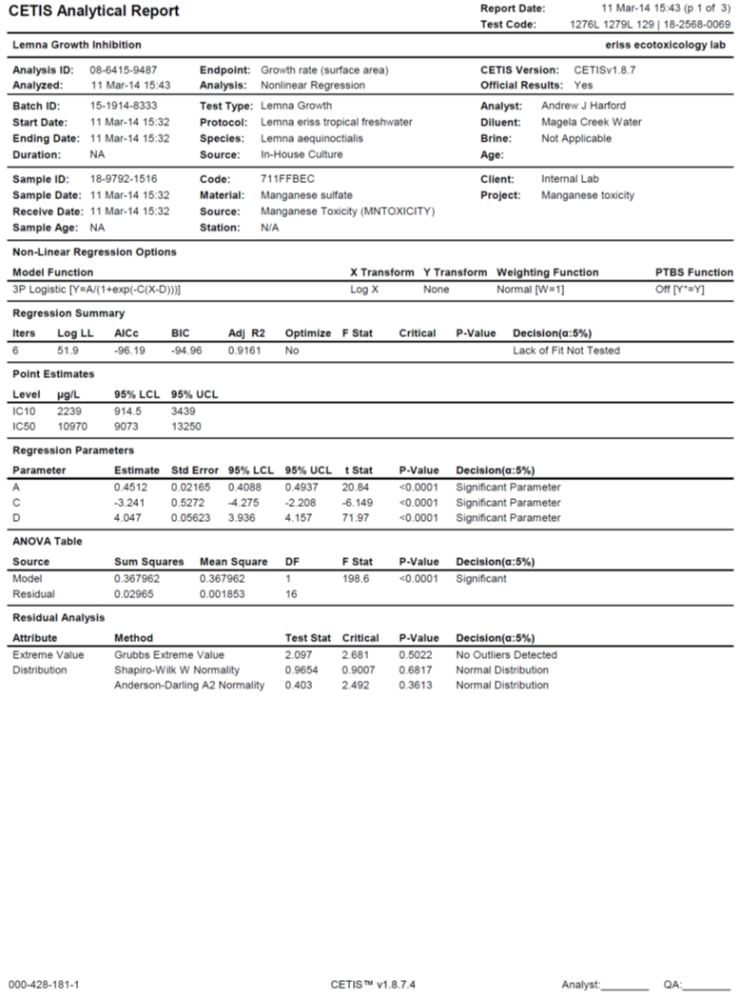 CETIS Analytical Report
Report Date: 11 Mar-14 15:43 (p 1 of 3)
Test Code: 1276L 1279L 129 | 18-2568-0069
Lemna Growth Inhibition eriss ecotoxicology lab
Analysis ID: 08-6415-9487 Endpoint: Growth rate (surface area) CETIS Version: CETISv1.8.7
Analyzed: 11 Mar-14 15:43 Analysis: Nonlinear Regression Official Results: Yes
Batch ID: 15-1914-8333 Test Type: Lemna Growth Analyst: Andrew J Harford
Start Date: 11 Mar-14 15:32 Protocol: Lemna eriss tropical freshwater Diluent: Magela Creek Water
Ending Date: 11 Mar-14 15:32 Species: Lemna aequinoctialis Brine: Not Applicable
Duration: NA Source: In-House Culture Age:
Sample ID: 18-9792-1516 Code: 711FFBEC Client: Internal Lab
Sample Date: 11 Mar-14 15:32 Material: Manganese sulfate Project: Manganese toxicity
Receive Date: 11 Mar-14 15:32 Source: Manganese Toxicity (MNTOXICITY)
Sample Age: NA Station: N/A
Non-Linear Regression Options
Model Function X Transform Y Transform Weighting Function PTBS Function
3P Logistic [Y=A/(1+exp(-C(X-D)))] Log X None Normal [W=1] Off [Y*=Y]
Regression Summary
Iters Log LL AICc BIC Adj R2 Optimize F Stat Critical P-Value Decision(α:5%)
6 51.9 -96.19 -94.96 0.9161 No Lack of Fit Not Tested
Point Estimates
Level µg/L 95% LCL 95% UCL
IC10 2239 914.5 3439
IC50 10970 9073 13250
Regression Parameters
Parameter Estimate Std Error 95% LCL 95% UCL t Stat P-Value Decision(α:5%)
A 0.4512 0.02165 0.4088 0.4937 20.84 <0.0001 Significant Parameter
C -3.241 0.5272 -4.275 -2.208 -6.149 <0.0001 Significant Parameter
D 4.047 0.05623 3.936 4.157 71.97 <0.0001 Significant Parameter
ANOVA Table
Source Sum Squares Mean Square DF F Stat P-Value Decision(α:5%)
Model 0.367962 0.367962 1 198.6 <0.0001 Significant
Residual 0.02965 0.001853 16
Residual Analysis
Attribute Method Test Stat Critical P-Value Decision(α:5%)
Extreme Value Grubbs Extreme Value 2.097 2.681 0.5022 No Outliers Detected
Distribution Shapiro-Wilk W Normality 0.9654 0.9007 0.6817 Normal Distribution
Anderson-Darling A2 Normality 0.403 2.492 0.3613 Normal Distribution
000-428-181-1 CETIS™ v1.8.7.4 Analyst:________ QA:________